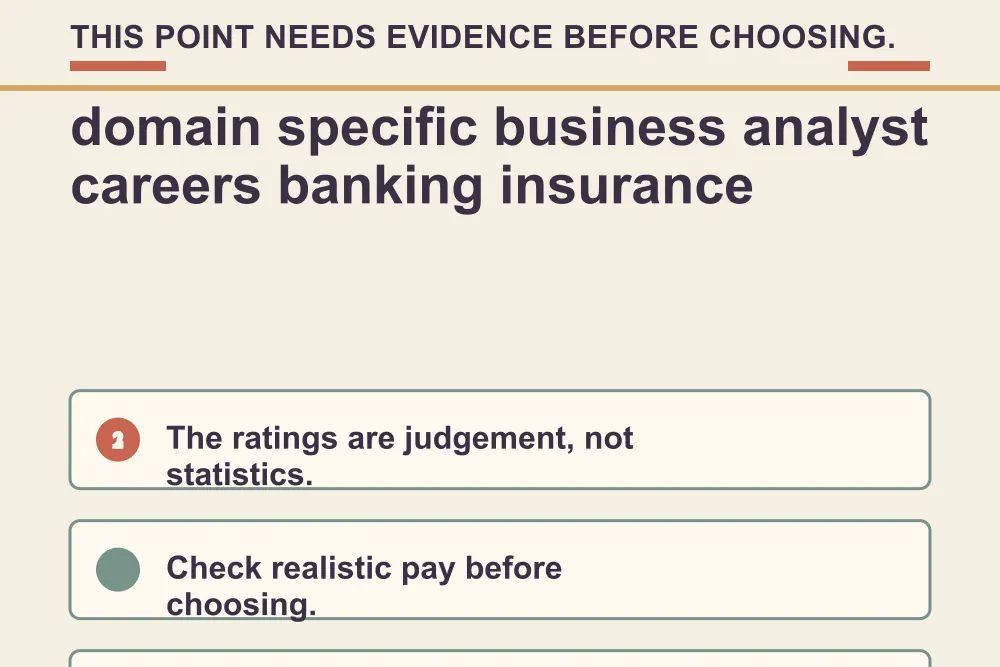 THIS POINT NEEDS EVIDENCE BEFORE CHOOSING.
domain specific business analyst
careers banking insurance
The ratings are judgement, not
statistics.
Check realistic pay before
choosing.